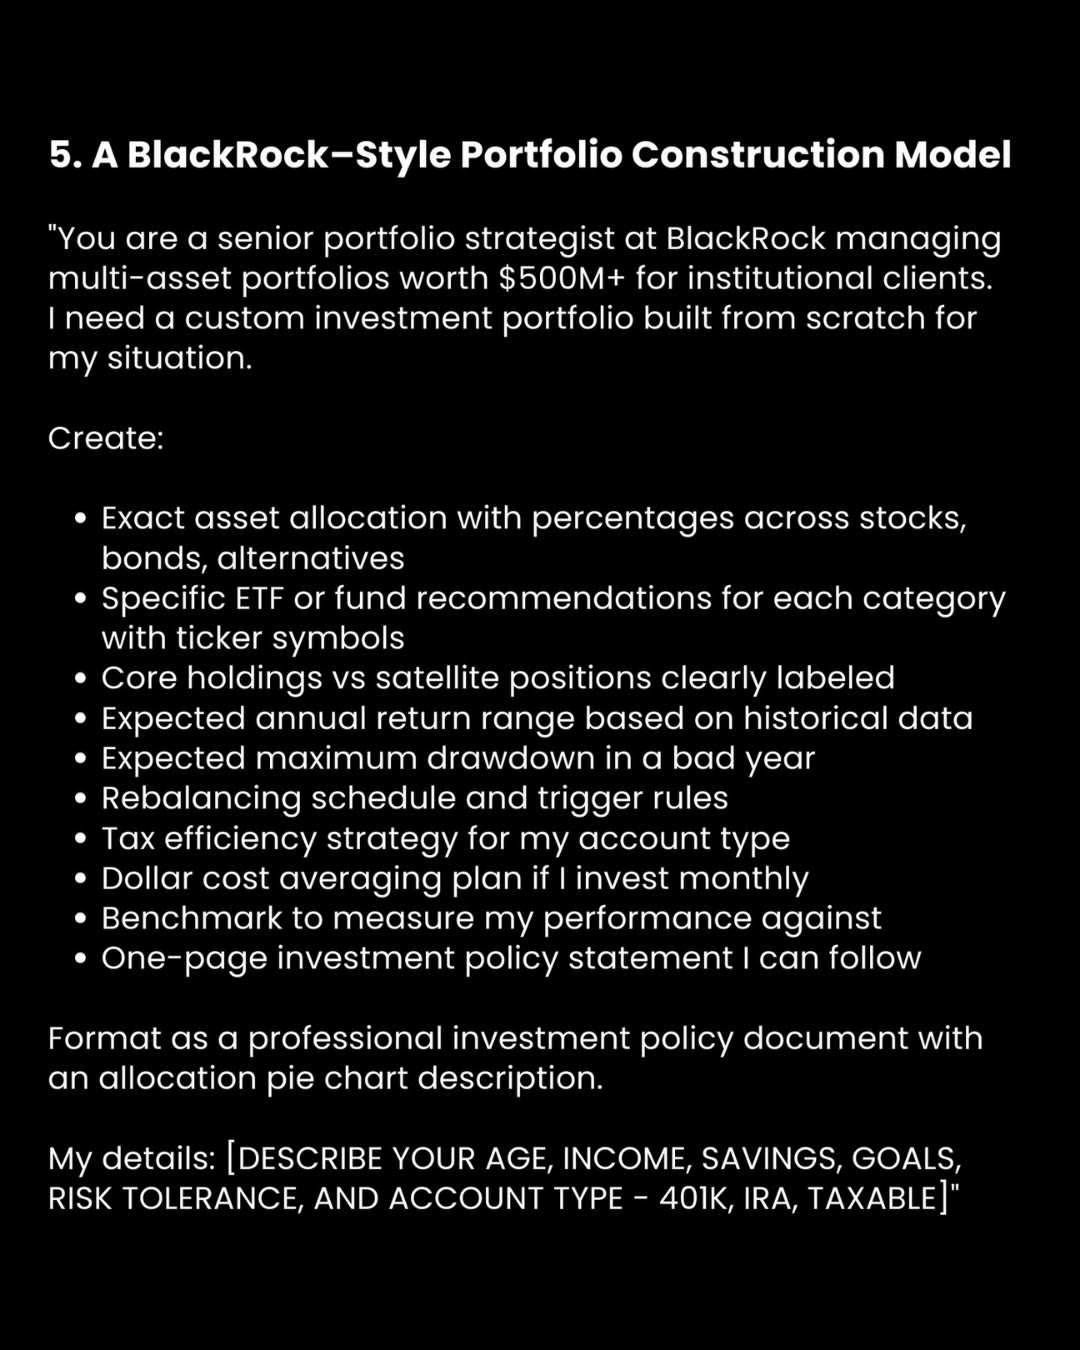 5. A BlackRock–Style Portfolio Construction Model
"You are a senior portfolio strategist at BlackRock managing
multi-asset portfolios worth $500M+ for institutional clients.
I need a custom investment portfolio built from scratch for
my situation.
Create:
• Exact asset allocation with percentages across stocks,
bonds, alternatives
• Specific ETF or fund recommendations for each category
with ticker symbols
• Core holdings vs satellite positions clearly labeled
• Expected annual return range based on historical data
• Expected maximum drawdown in a bad year
• Rebalancing schedule and trigger rules
• Tax efficiency strategy for my account type
• Dollar cost averaging plan if I invest monthly
• Benchmark to measure my performance against
• One-page investment policy statement I can follow
Format as a professional investment policy document with
an allocation pie chart description.
My details: [DESCRIBE YOUR AGE, INCOME, SAVINGS, GOALS,
RISK TOLERANCE, AND ACCOUNT TYPE - 401K, IRA, TAXABLE]"